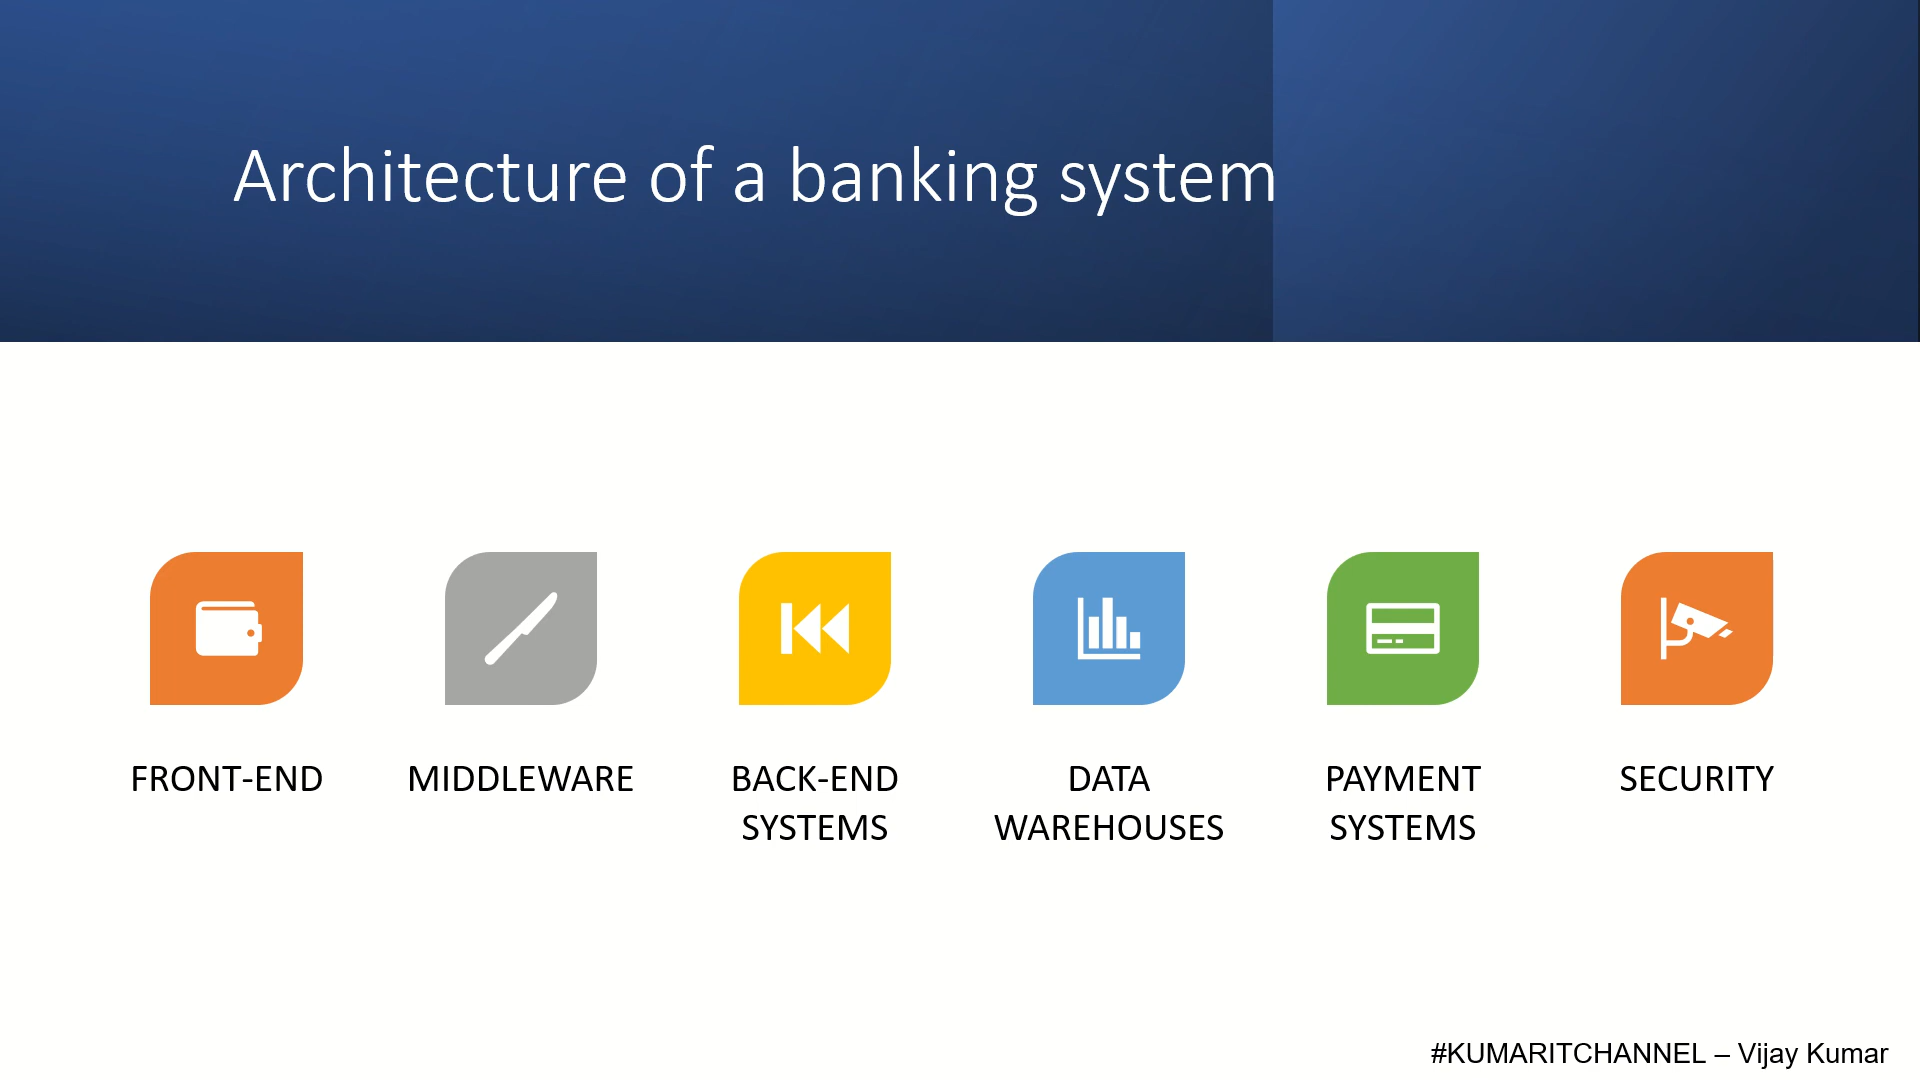 Architecture of a banking system
FRONT-END
MIDDLEWARE
BACK-END
SYSTEMS
DATA
WAREHOUSES
PAYMENT
SYSTEMS
SECURITY
#KUMARITCHANNEL – Vijay Kumar